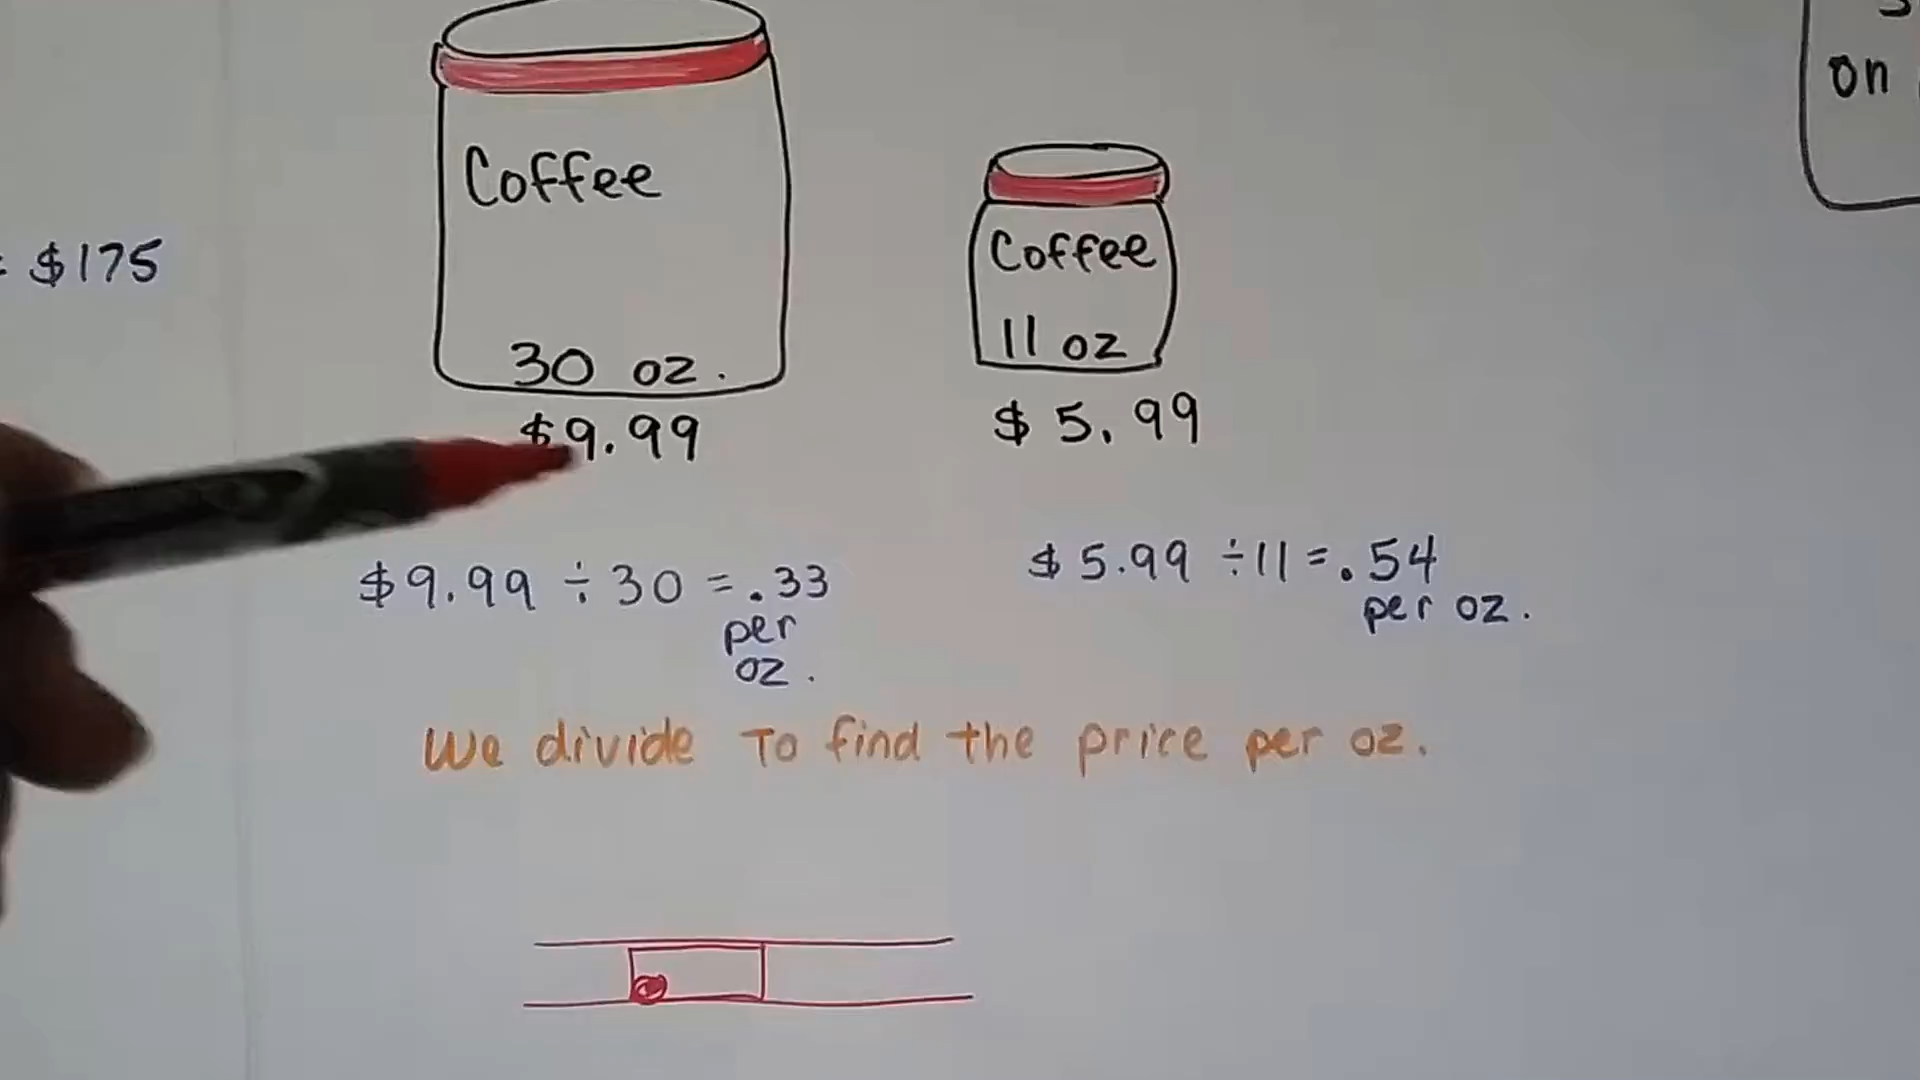 on
= $175
Coffee
30 oz.
$9.99
Coffee
11 oz
$5.99
$9.99 ÷ 30 = .33
per
oz.
$5.99 ÷ 11 = .54
per oz.
We divide To find the price per oz.